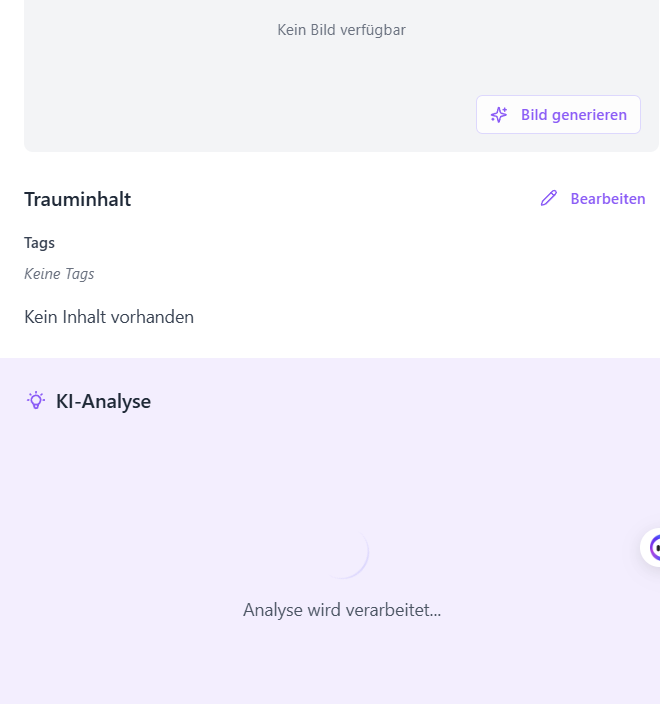 Kein Bild verfügbar
Bild generieren
Trauminhalt
Bearbeiten
Tags
Keine Tags
Kein Inhalt vorhanden
KI-Analyse
Analyse wird verarbeitet...